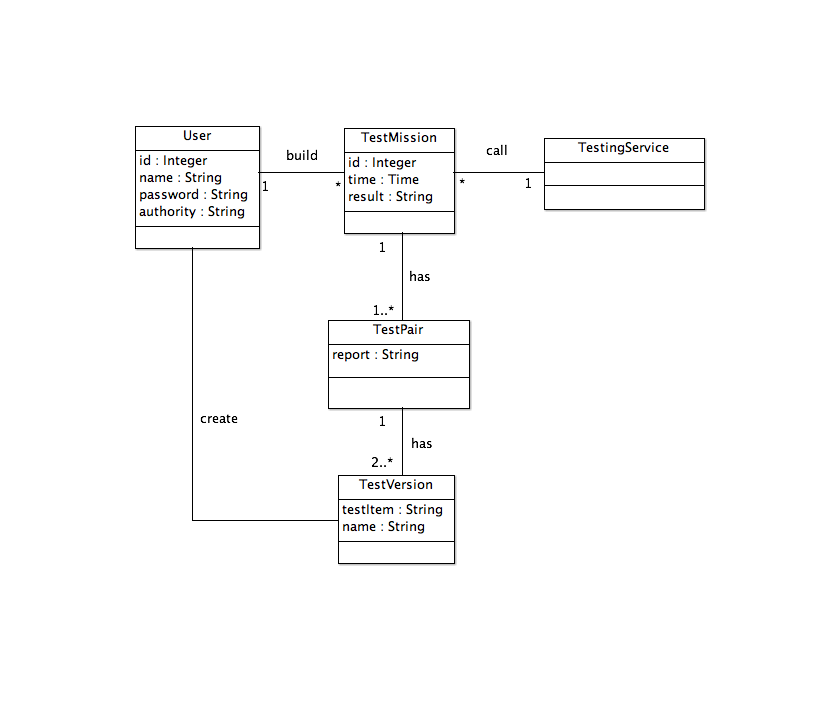 User
id : Integer
name : String
password : String
authority : String
build
1
*
TestMission
id : Integer
time : Time
result : String
call
*
1
TestingService
1
has
1..*
TestPair
report : String
1
has
2..*
create
TestVersion
testItem : String
name : String